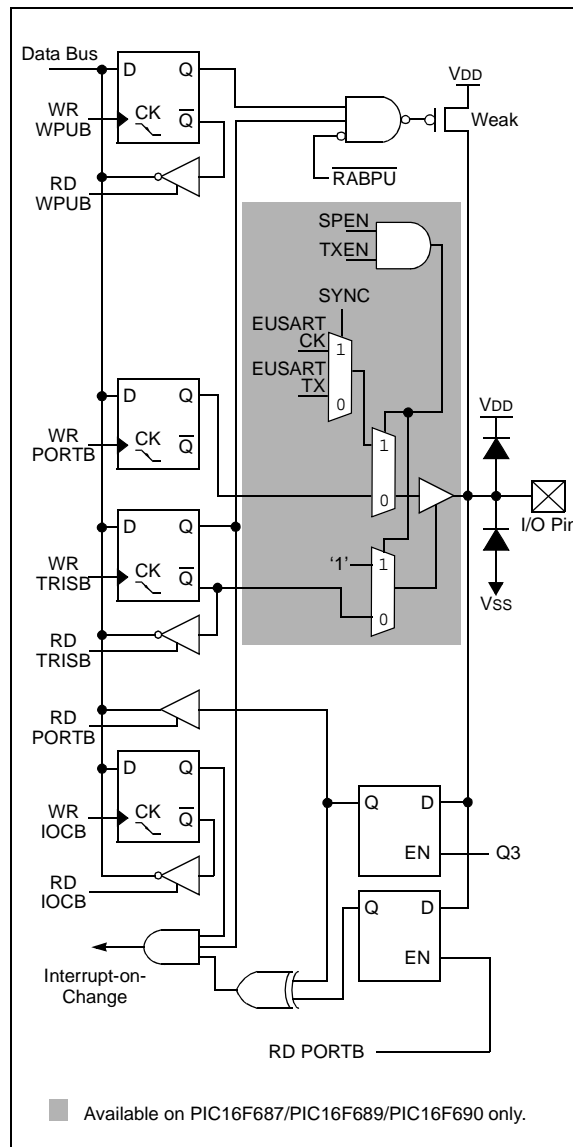 Data Bus
D Q
WR
WPUB
CK Q
RD
WPUB
RABPU
VDD
Weak
SPEN
TXEN
SYNC
EUSART
CK
1
EUSART
TX
0
D Q
WR
PORTB
CK Q
1
0
VDD
I/O Pin
VSS
D Q
WR
TRISB
CK Q
'1'
1
0
RD
TRISB
RD
PORTB
D Q
WR
IOCB
CK Q
RD
IOCB
Q D
EN
Q3
Q D
EN
Interrupt-on-
Change
RD PORTB
Available on PIC16F687/PIC16F689/PIC16F690 only.